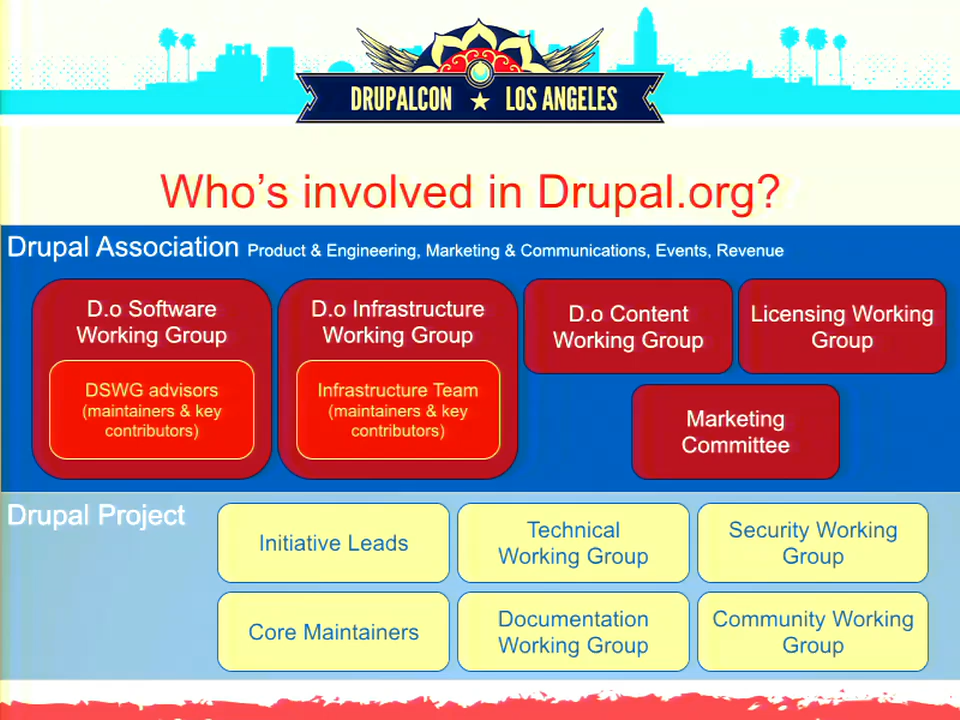 DRUPALCON ★ LOS ANGELES
Who's involved in Drupal.org?
Drupal Association Product & Engineering, Marketing & Communications, Events, Revenue
D.o Software
Working Group
DSWG advisors
(maintainers & key
contributors)
D.o Infrastructure
Working Group
Infrastructure Team
(maintainers & key
contributors)
D.o Content
Working Group
Licensing Working
Group
Marketing
Committee
Drupal Project
Initiative Leads
Technical
Working Group
Security Working
Group
Core Maintainers
Documentation
Working Group
Community Working
Group